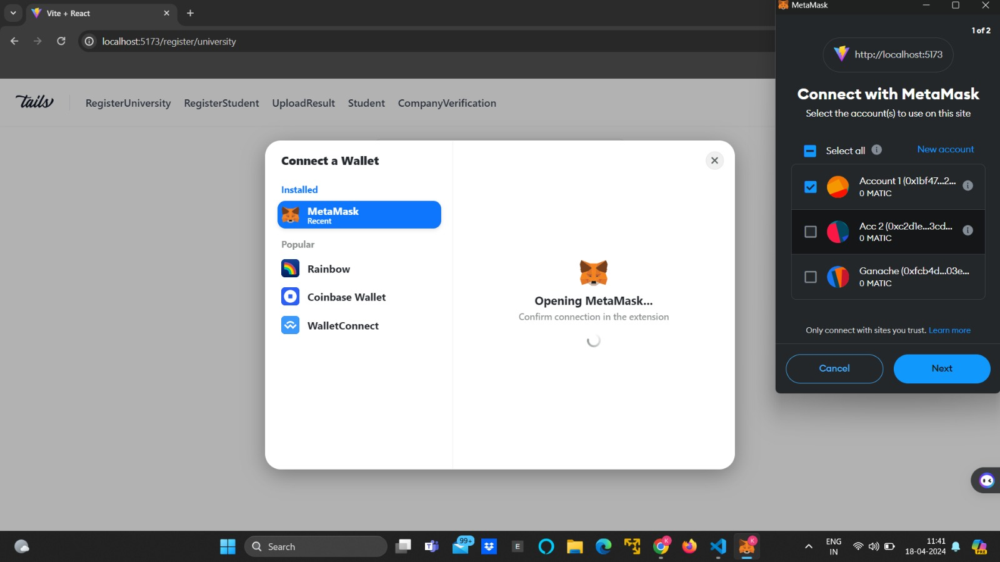 Vite + React
localhost:5173/register/university
tails
RegisterUniversity
RegisterStudent
UploadResult
Student
CompanyVerification
Connect a Wallet
Installed
MetaMask
Recent
Popular
Rainbow
Coinbase Wallet
WalletConnect
Opening MetaMask...
Confirm connection in the extension
MetaMask
1 of 2
http://localhost:5173
Connect with MetaMask
Select the account(s) to use on this site
Select all
New account
Account 1 (0x1bf47...2...
0 MATIC
Acc 2 (0xc2d1e...3cd...
0 MATIC
Ganache (0xfcb4d...03e...
0 MATIC
Only connect with sites you trust. Learn more
Cancel
Next
Search
99+
E
K
K
ENG
IN
11:41
18-04-2024
PRE